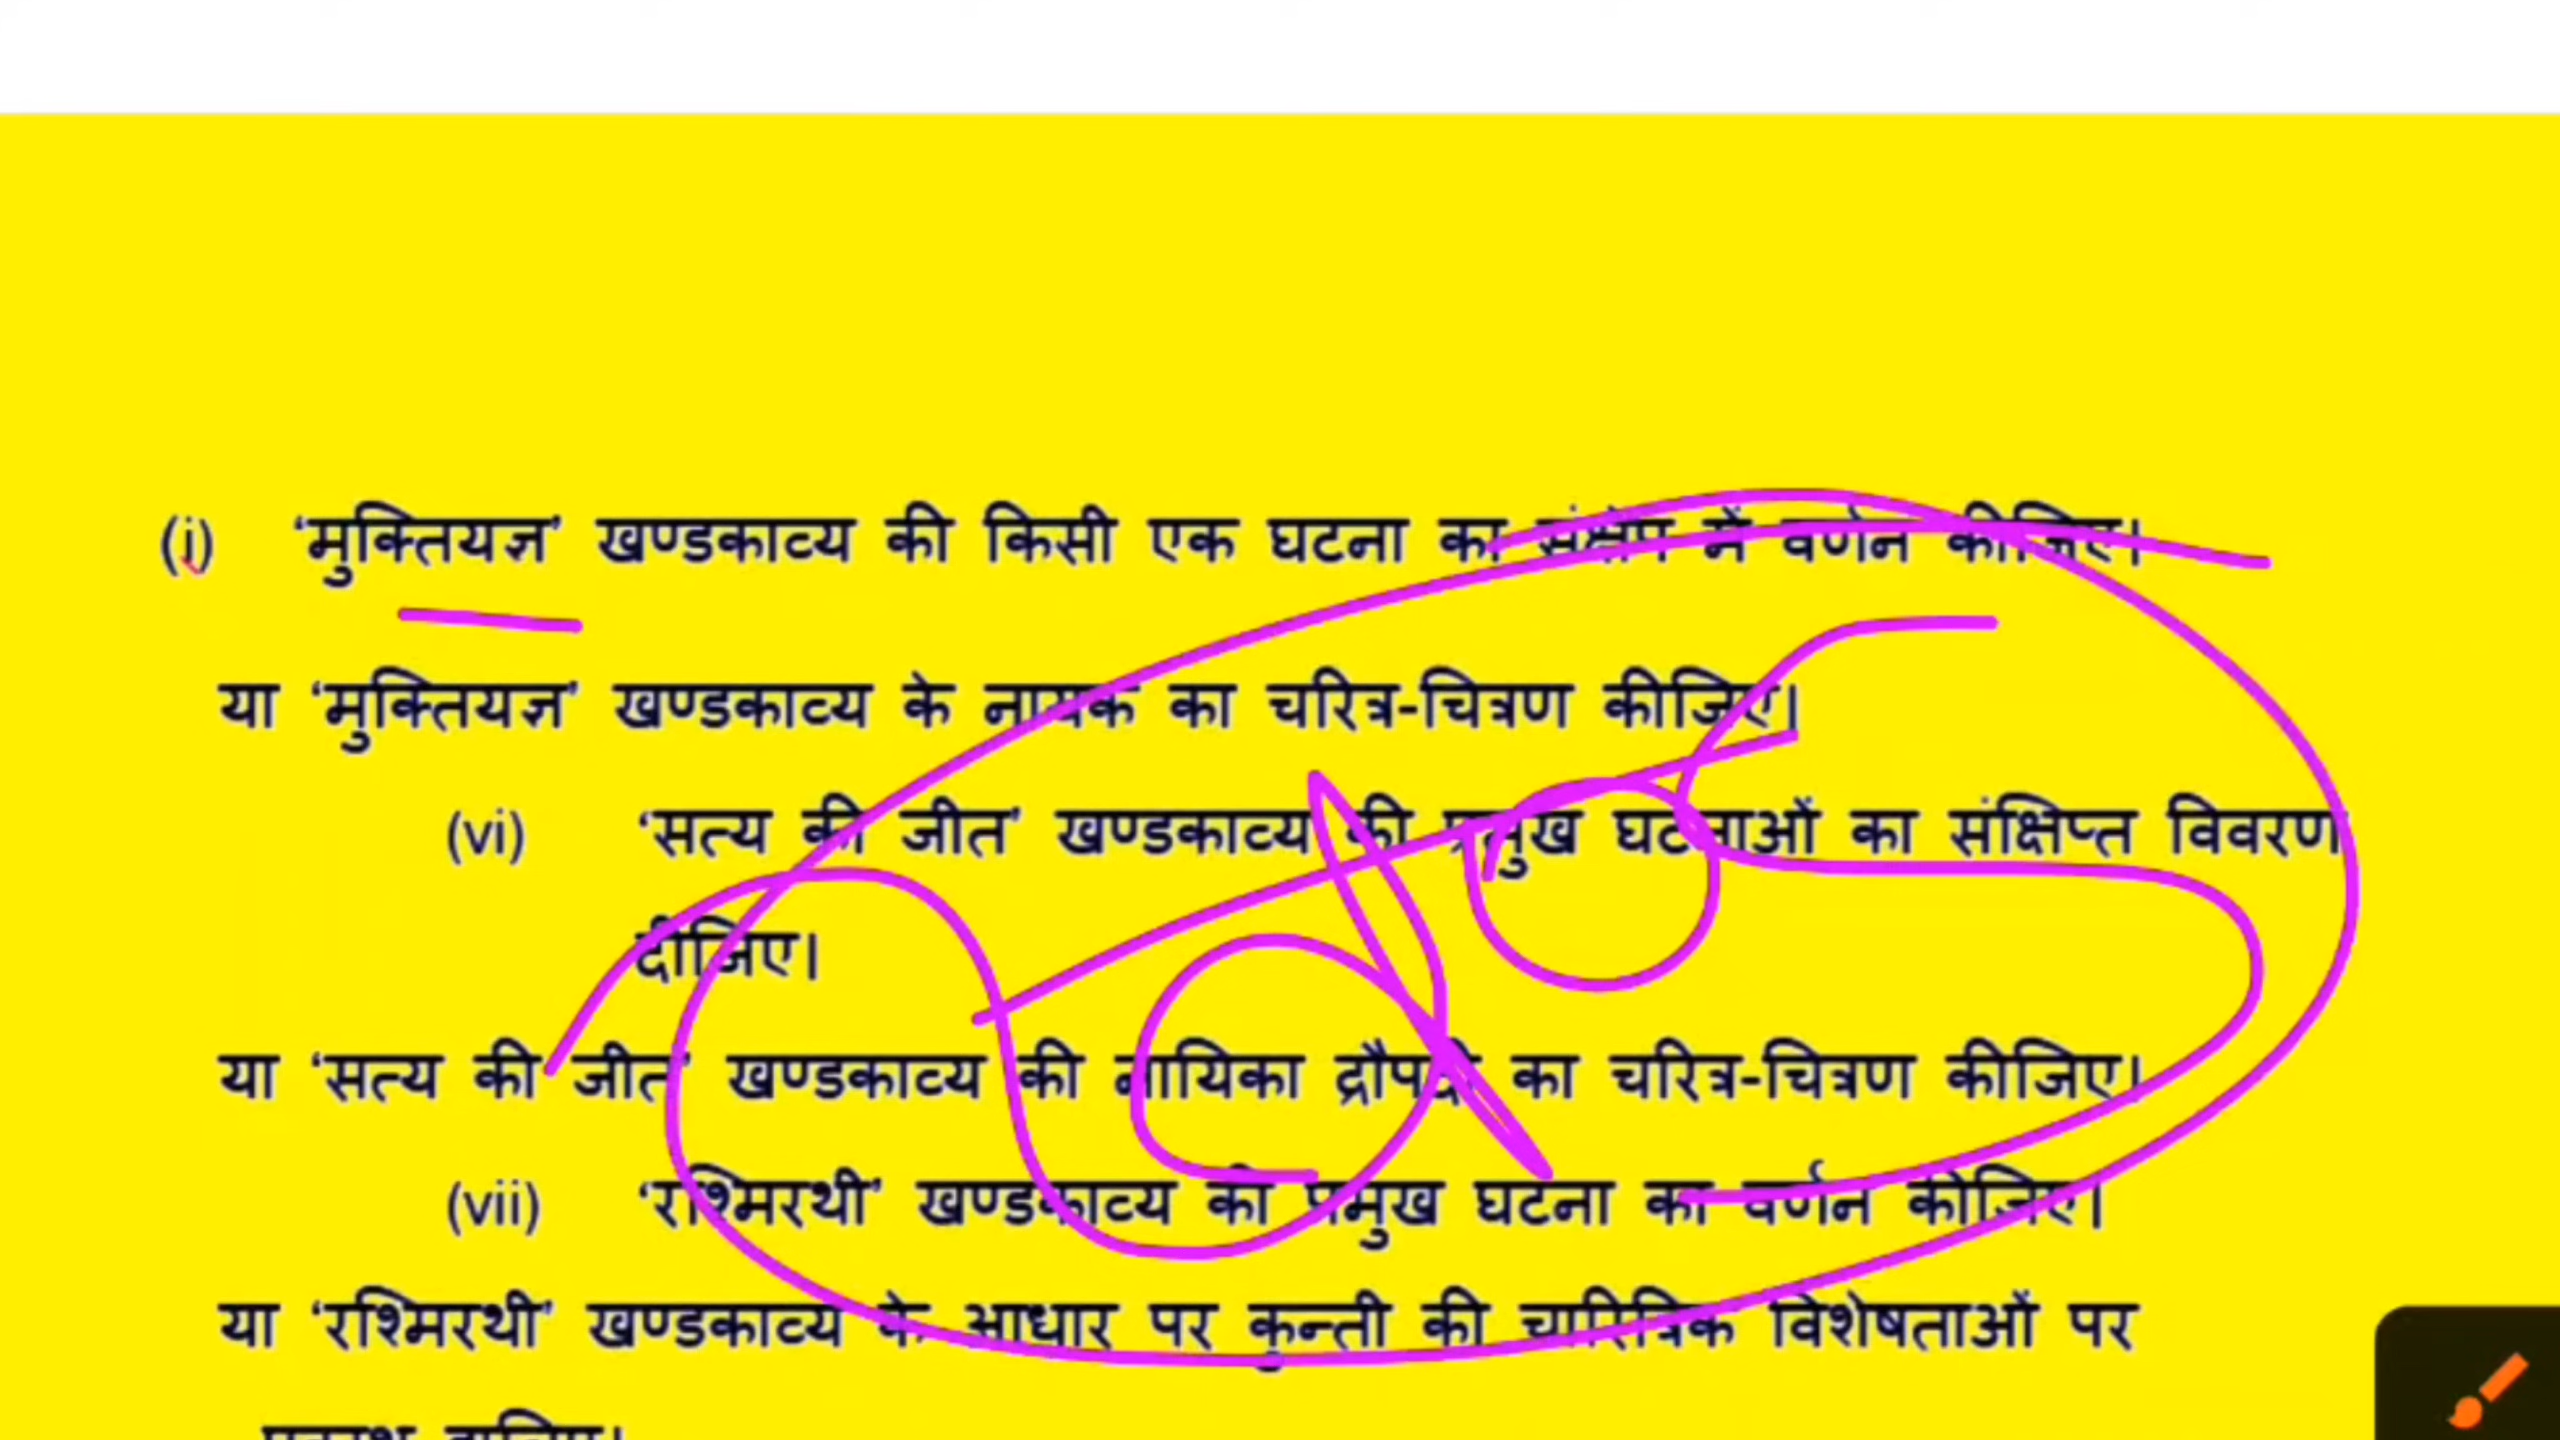 (i) ‘मुक्तियज्ञ’ खण्डकाव्य की किसी एक घटना का संक्षेप में वर्णन कीजिए।
या ‘मुक्तियज्ञ’ खण्डकाव्य के नायक का चरित्र-चित्रण कीजिए।
(vi) ‘सत्य की जीत’ खण्डकाव्य की प्रमुख घटनाओं का संक्षिप्त विवरण
दीजिए।
या ‘सत्य की जीत’ खण्डकाव्य की नायिका द्रौपदी का चरित्र-चित्रण कीजिए।
(vii) ‘रश्मिरथी’ खण्डकाव्य की प्रमुख घटना का वर्णन कीजिए।
या ‘रश्मिरथी’ खण्डकाव्य के आधार पर कुन्ती की चारित्रिक विशेषताओं पर